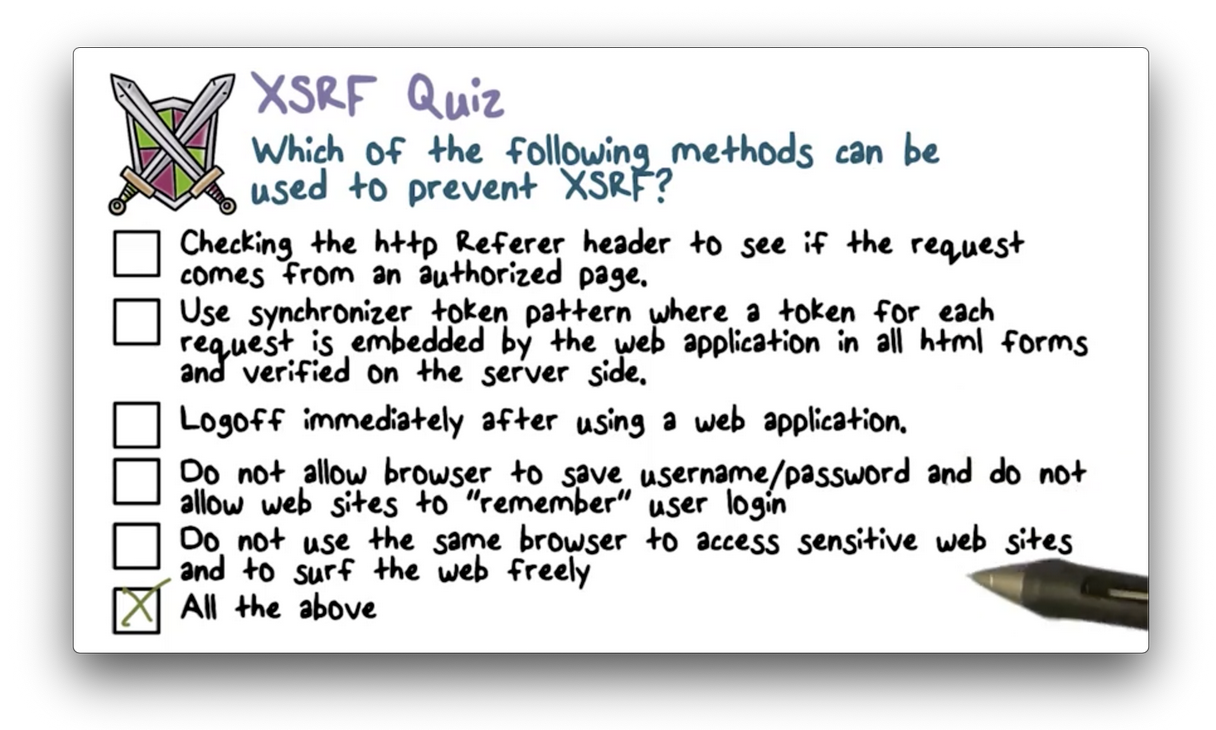 XSRF Quiz
Which of the following methods can be
used to prevent XSRF?
Checking the http Referer header to see if the request
comes from an authorized page.
Use synchronizer token pattern where a token for each
request is embedded by the web application in all html forms
and verified on the server side.
Logoff immediately after using a web application.
Do not allow browser to save username/password and do not
allow web sites to "remember" user login
Do not use the same browser to access sensitive web sites
and to surf the web freely
X All the above